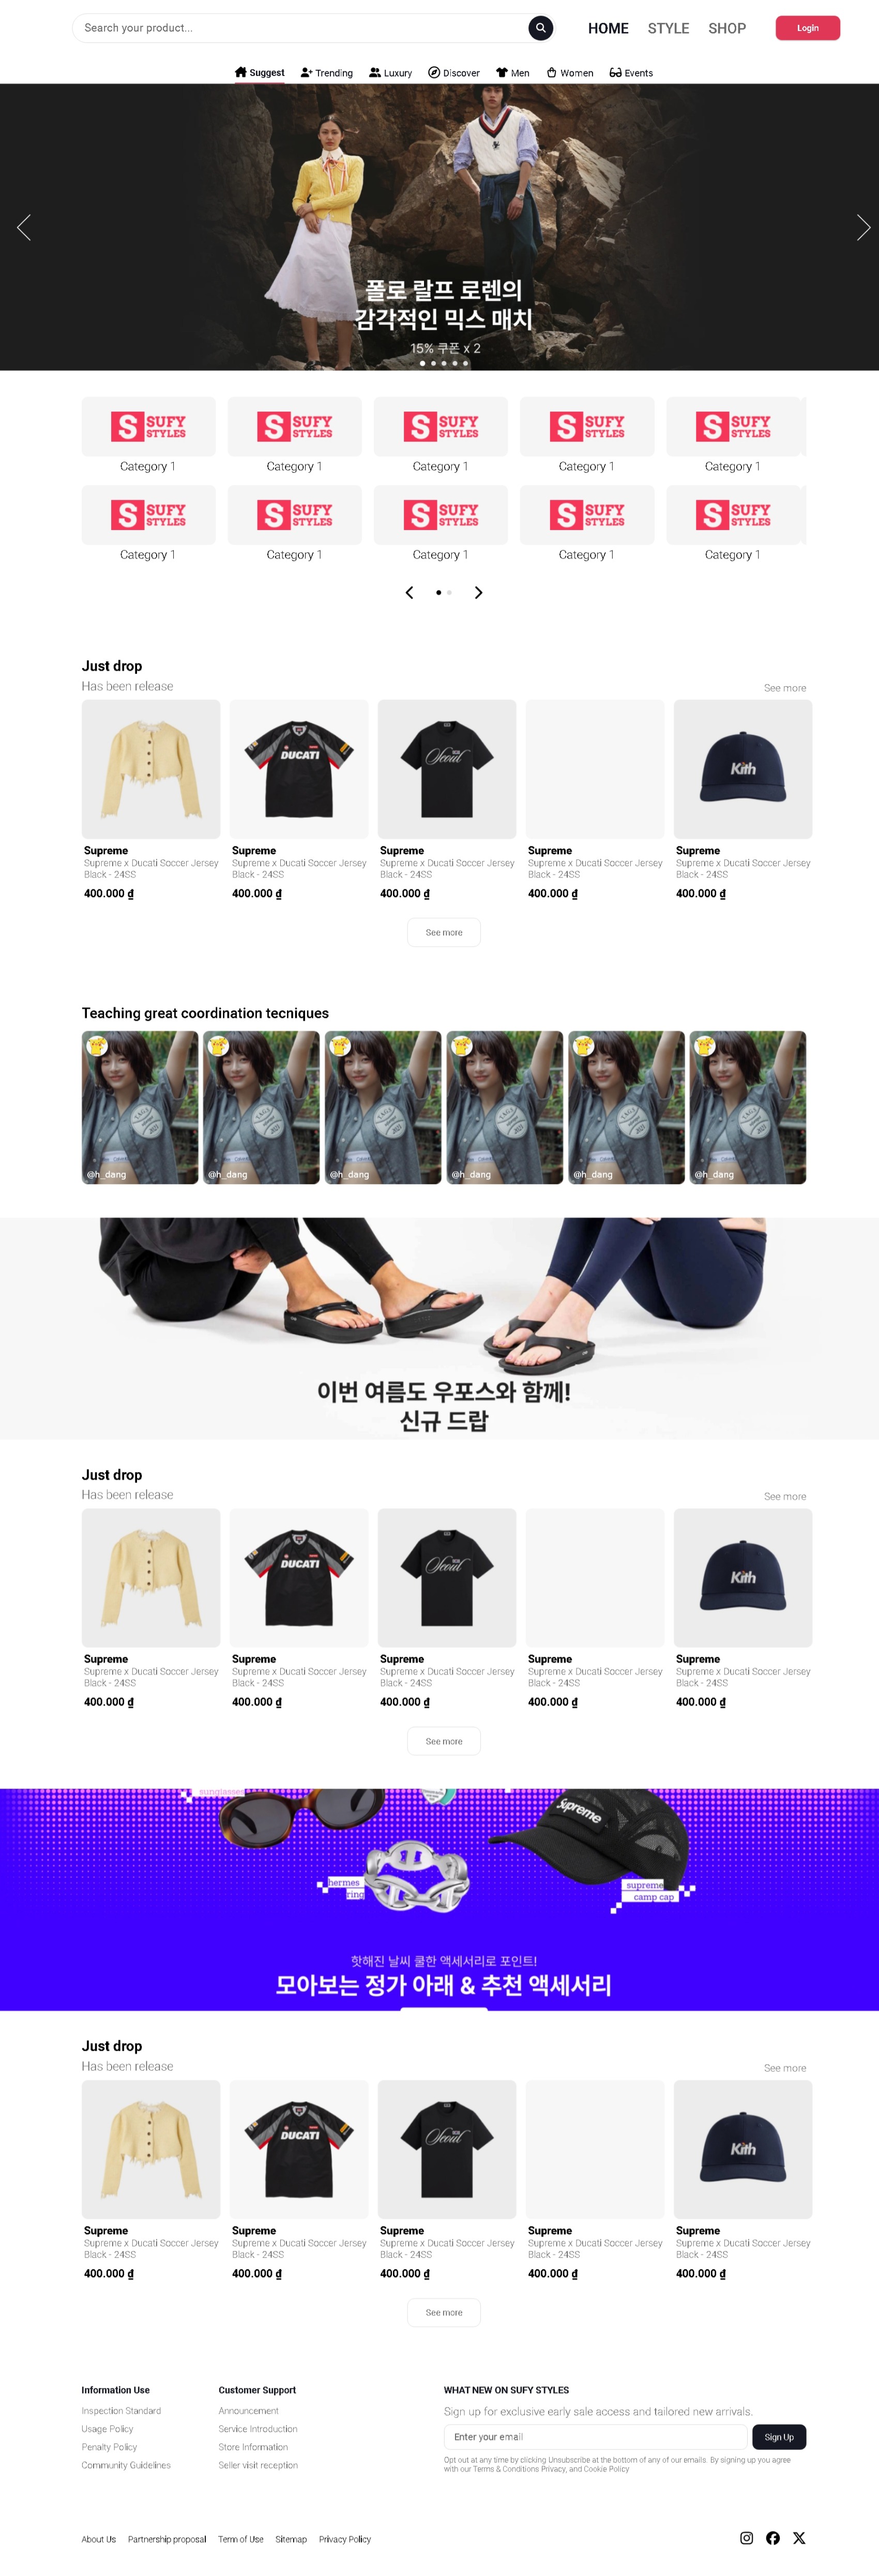 Search your product...
HOME STYLE SHOP Login
Suggest Trending Luxury Discover Men Women Events
폴로 랄프 로렌의
감각적인 믹스 매치
15% 쿠폰 x 2
S SUFY STYLES S SUFY STYLES S SUFY STYLES S SUFY STYLES S SUFY STYLES
Category 1 Category 1 Category 1 Category 1 Category 1
S SUFY STYLES S SUFY STYLES S SUFY STYLES S SUFY STYLES S SUFY STYLES
Category 1 Category 1 Category 1 Category 1 Category 1
Just drop
Has been release See more
DUCATI Seoul Kith
Supreme Supreme Supreme Supreme Supreme
Supreme x Ducati Soccer Jersey Supreme x Ducati Soccer Jersey Supreme x Ducati Soccer Jersey Supreme x Ducati Soccer Jersey Supreme x Ducati Soccer Jersey
Black - 24SS Black - 24SS Black - 24SS Black - 24SS Black - 24SS
400.000 ₫ 400.000 ₫ 400.000 ₫ 400.000 ₫ 400.000 ₫
See more
Teaching great coordination tecniques
@h_dang @h_dang @h_dang @h_dang @h_dang @h_dang
이번 여름도 우포스와 함께!
신규 드랍
Just drop
Has been release See more
DUCATI Seoul Kith
Supreme Supreme Supreme Supreme Supreme
Supreme x Ducati Soccer Jersey Supreme x Ducati Soccer Jersey Supreme x Ducati Soccer Jersey Supreme x Ducati Soccer Jersey Supreme x Ducati Soccer Jersey
Black - 24SS Black - 24SS Black - 24SS Black - 24SS Black - 24SS
400.000 ₫ 400.000 ₫ 400.000 ₫ 400.000 ₫ 400.000 ₫
See more
sunglasses
Supreme
hermes
ring
supreme
camp cap
핫해진 날씨 쿨한 액세서리로 포인트!
모아보는 정가 아래 & 추천 액세서리
Just drop
Has been release See more
DUCATI Seoul Kith
Supreme Supreme Supreme Supreme Supreme
Supreme x Ducati Soccer Jersey Supreme x Ducati Soccer Jersey Supreme x Ducati Soccer Jersey Supreme x Ducati Soccer Jersey Supreme x Ducati Soccer Jersey
Black - 24SS Black - 24SS Black - 24SS Black - 24SS Black - 24SS
400.000 ₫ 400.000 ₫ 400.000 ₫ 400.000 ₫ 400.000 ₫
See more
Information Use
Inspection Standard
Usage Policy
Penalty Policy
Community Guidelines
Customer Support
Announcement
Service Introduction
Store Information
Seller visit reception
WHAT NEW ON SUFY STYLES
Sign up for exclusive early sale access and tailored new arrivals.
Enter your email Sign Up
Opt out at any time by clicking Unsubscribe at the bottom of any of our emails. By signing up you agree
with our Terms & Conditions Privacy, and Cookie Policy
About Us Partnership proposal Term of Use Sitemap Privacy Policy